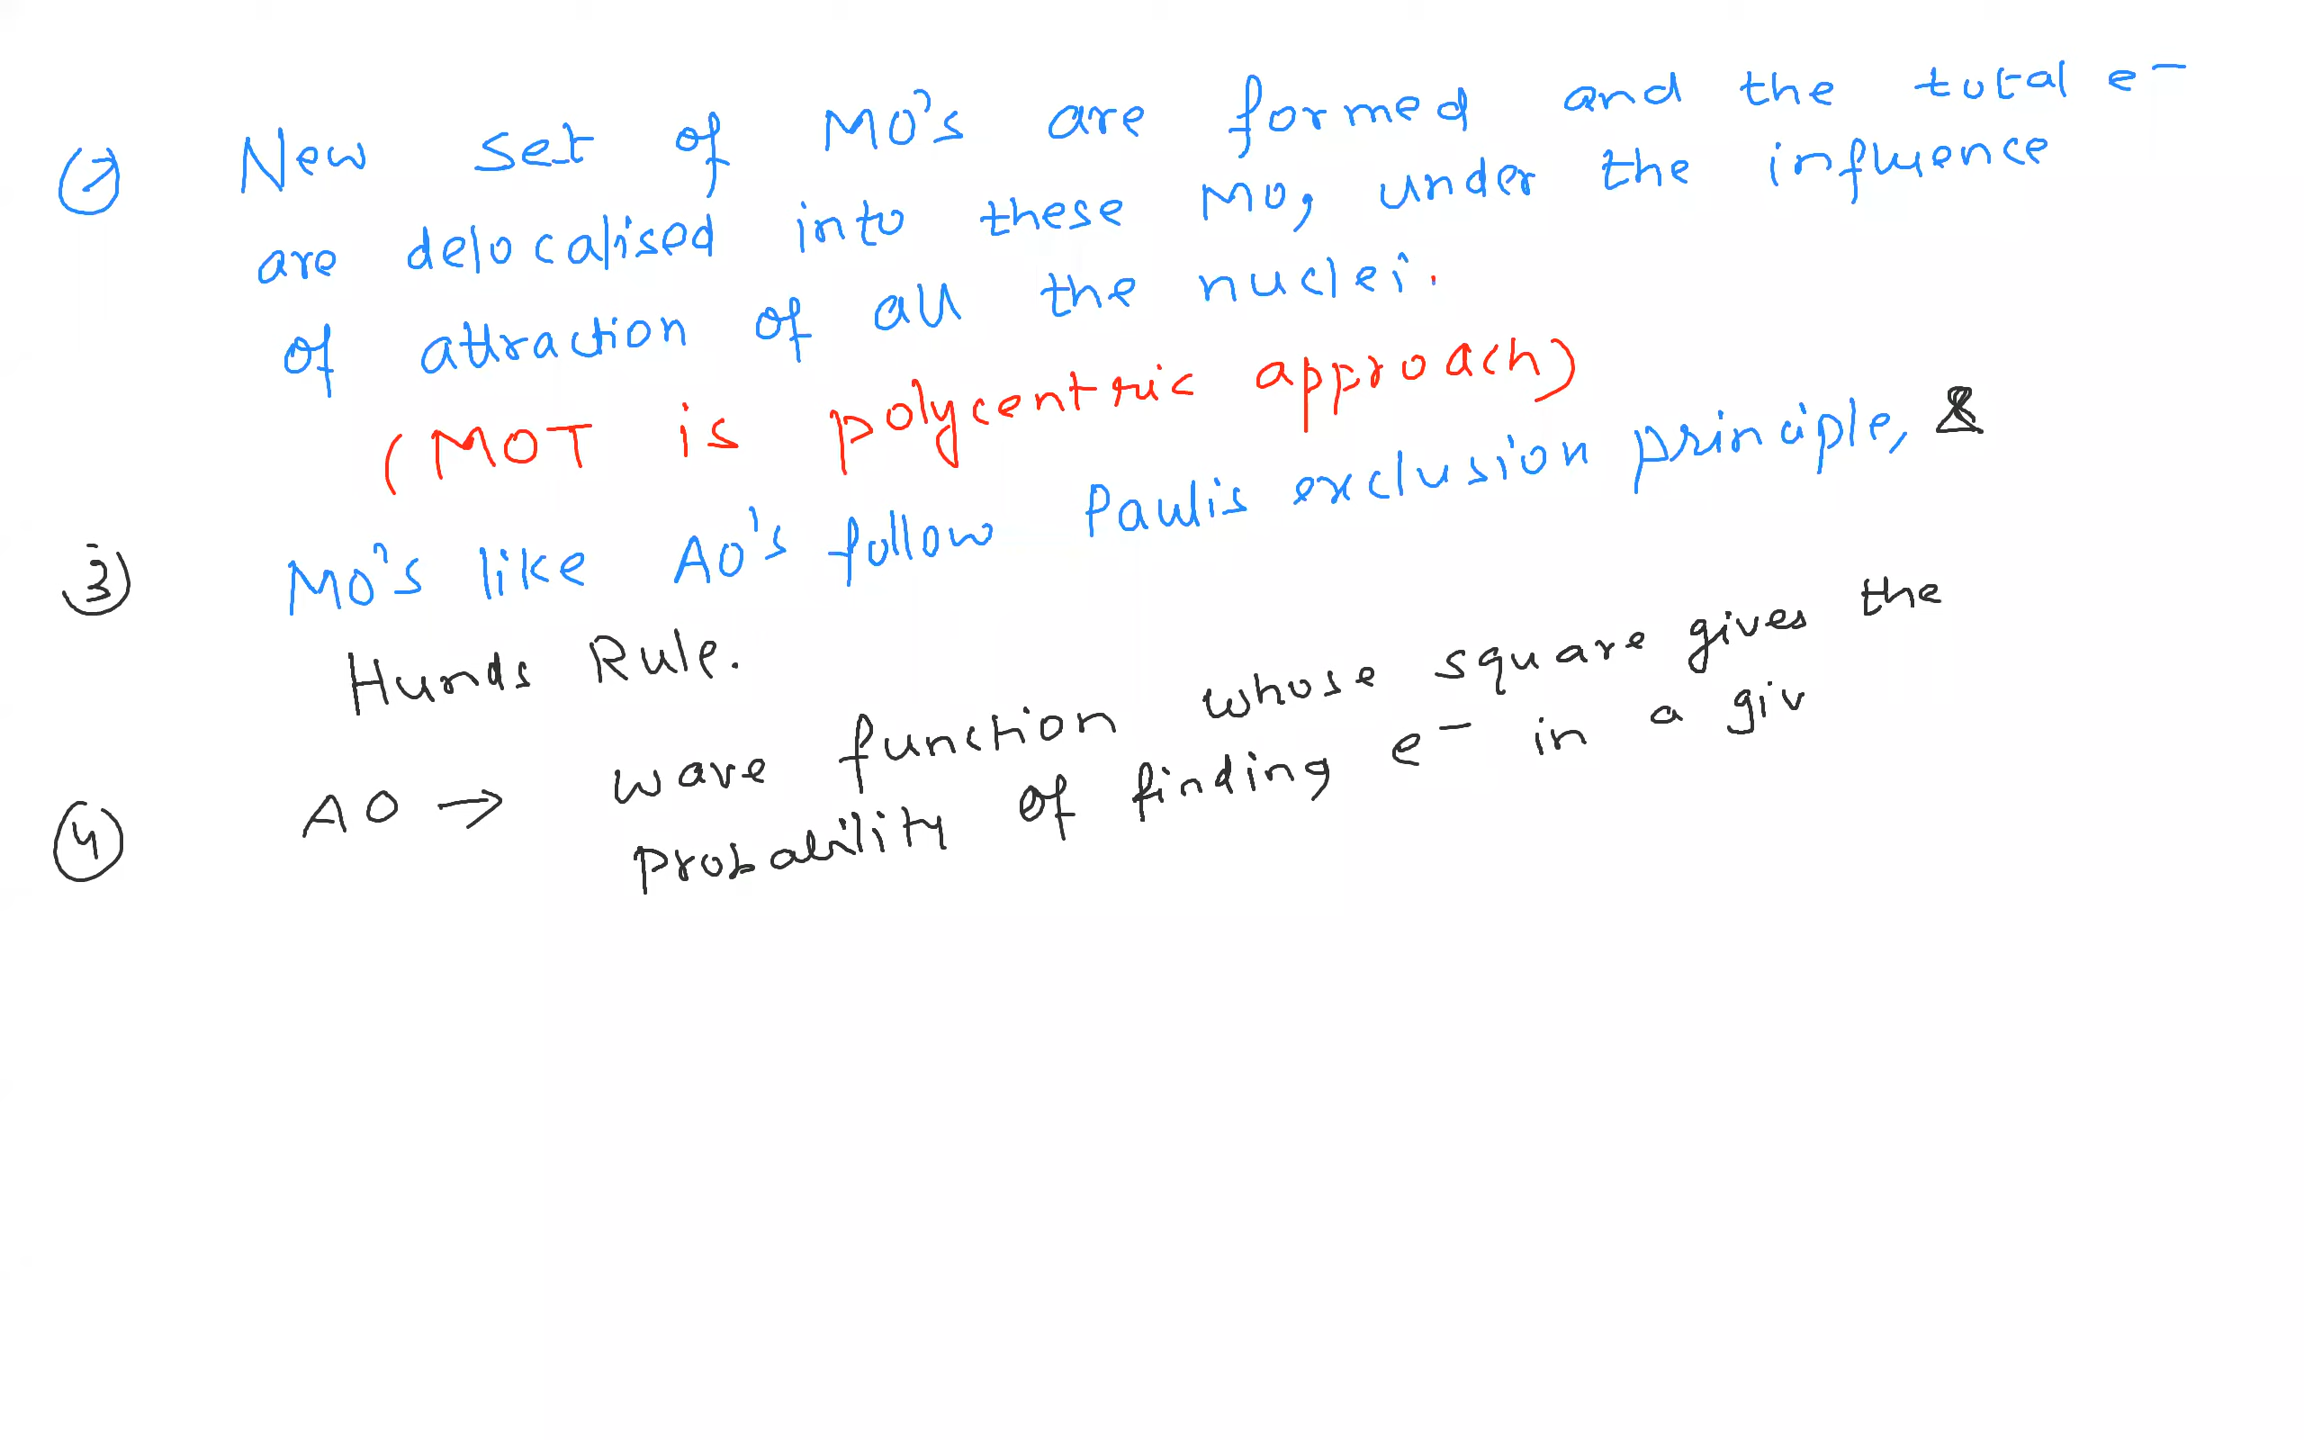 ② New set of MO's are formed and the total e⁻
are delocalised into these MO, under the influence
of attraction of all the nuclei.
(MOT is polycentric approach)
③ MO's like AO's follow Paulis exclusion principle, &
Hunds Rule.
④ AO → wave function whose square gives the
probability of finding e⁻ in a giv